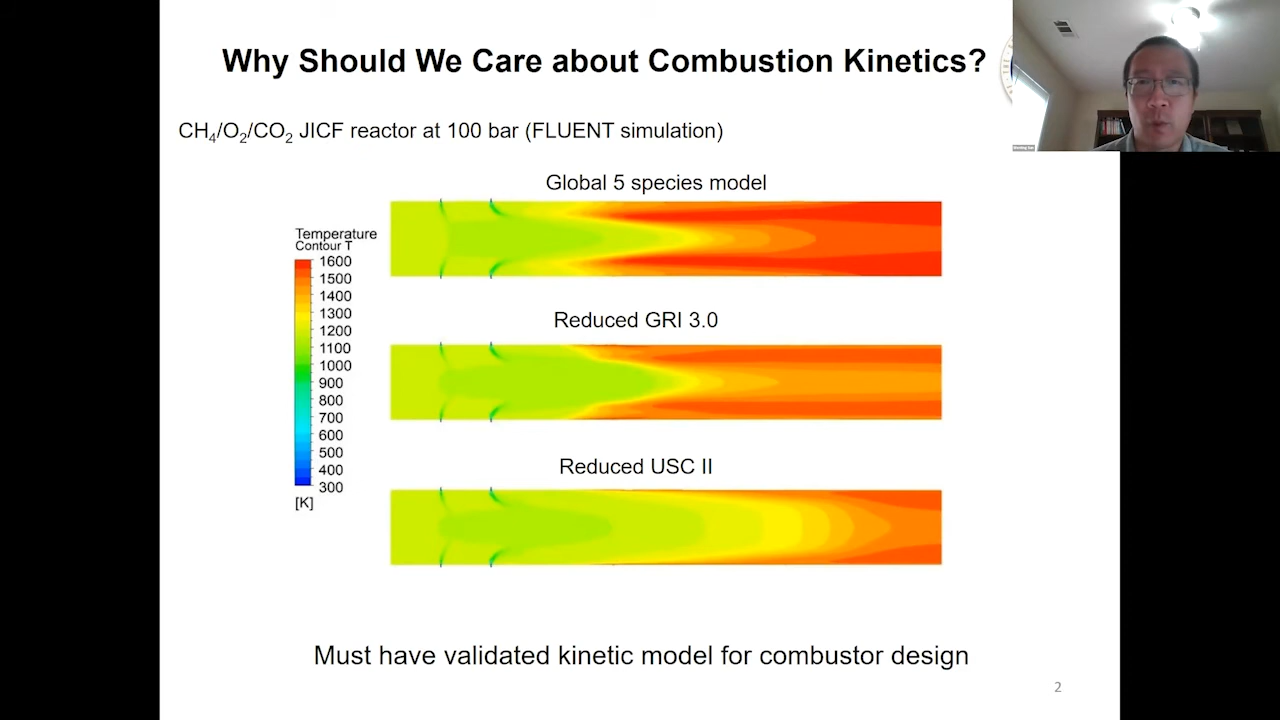 Why Should We Care about Combustion Kinetics?
CH4/O2/CO2 JICF reactor at 100 bar (FLUENT simulation)
Global 5 species model
Temperature
Contour T
1600
1500
1400
1300
1200
1100
1000
900
800
700
600
500
400
300
[K]
Reduced GRI 3.0
Reduced USC II
Must have validated kinetic model for combustor design
2